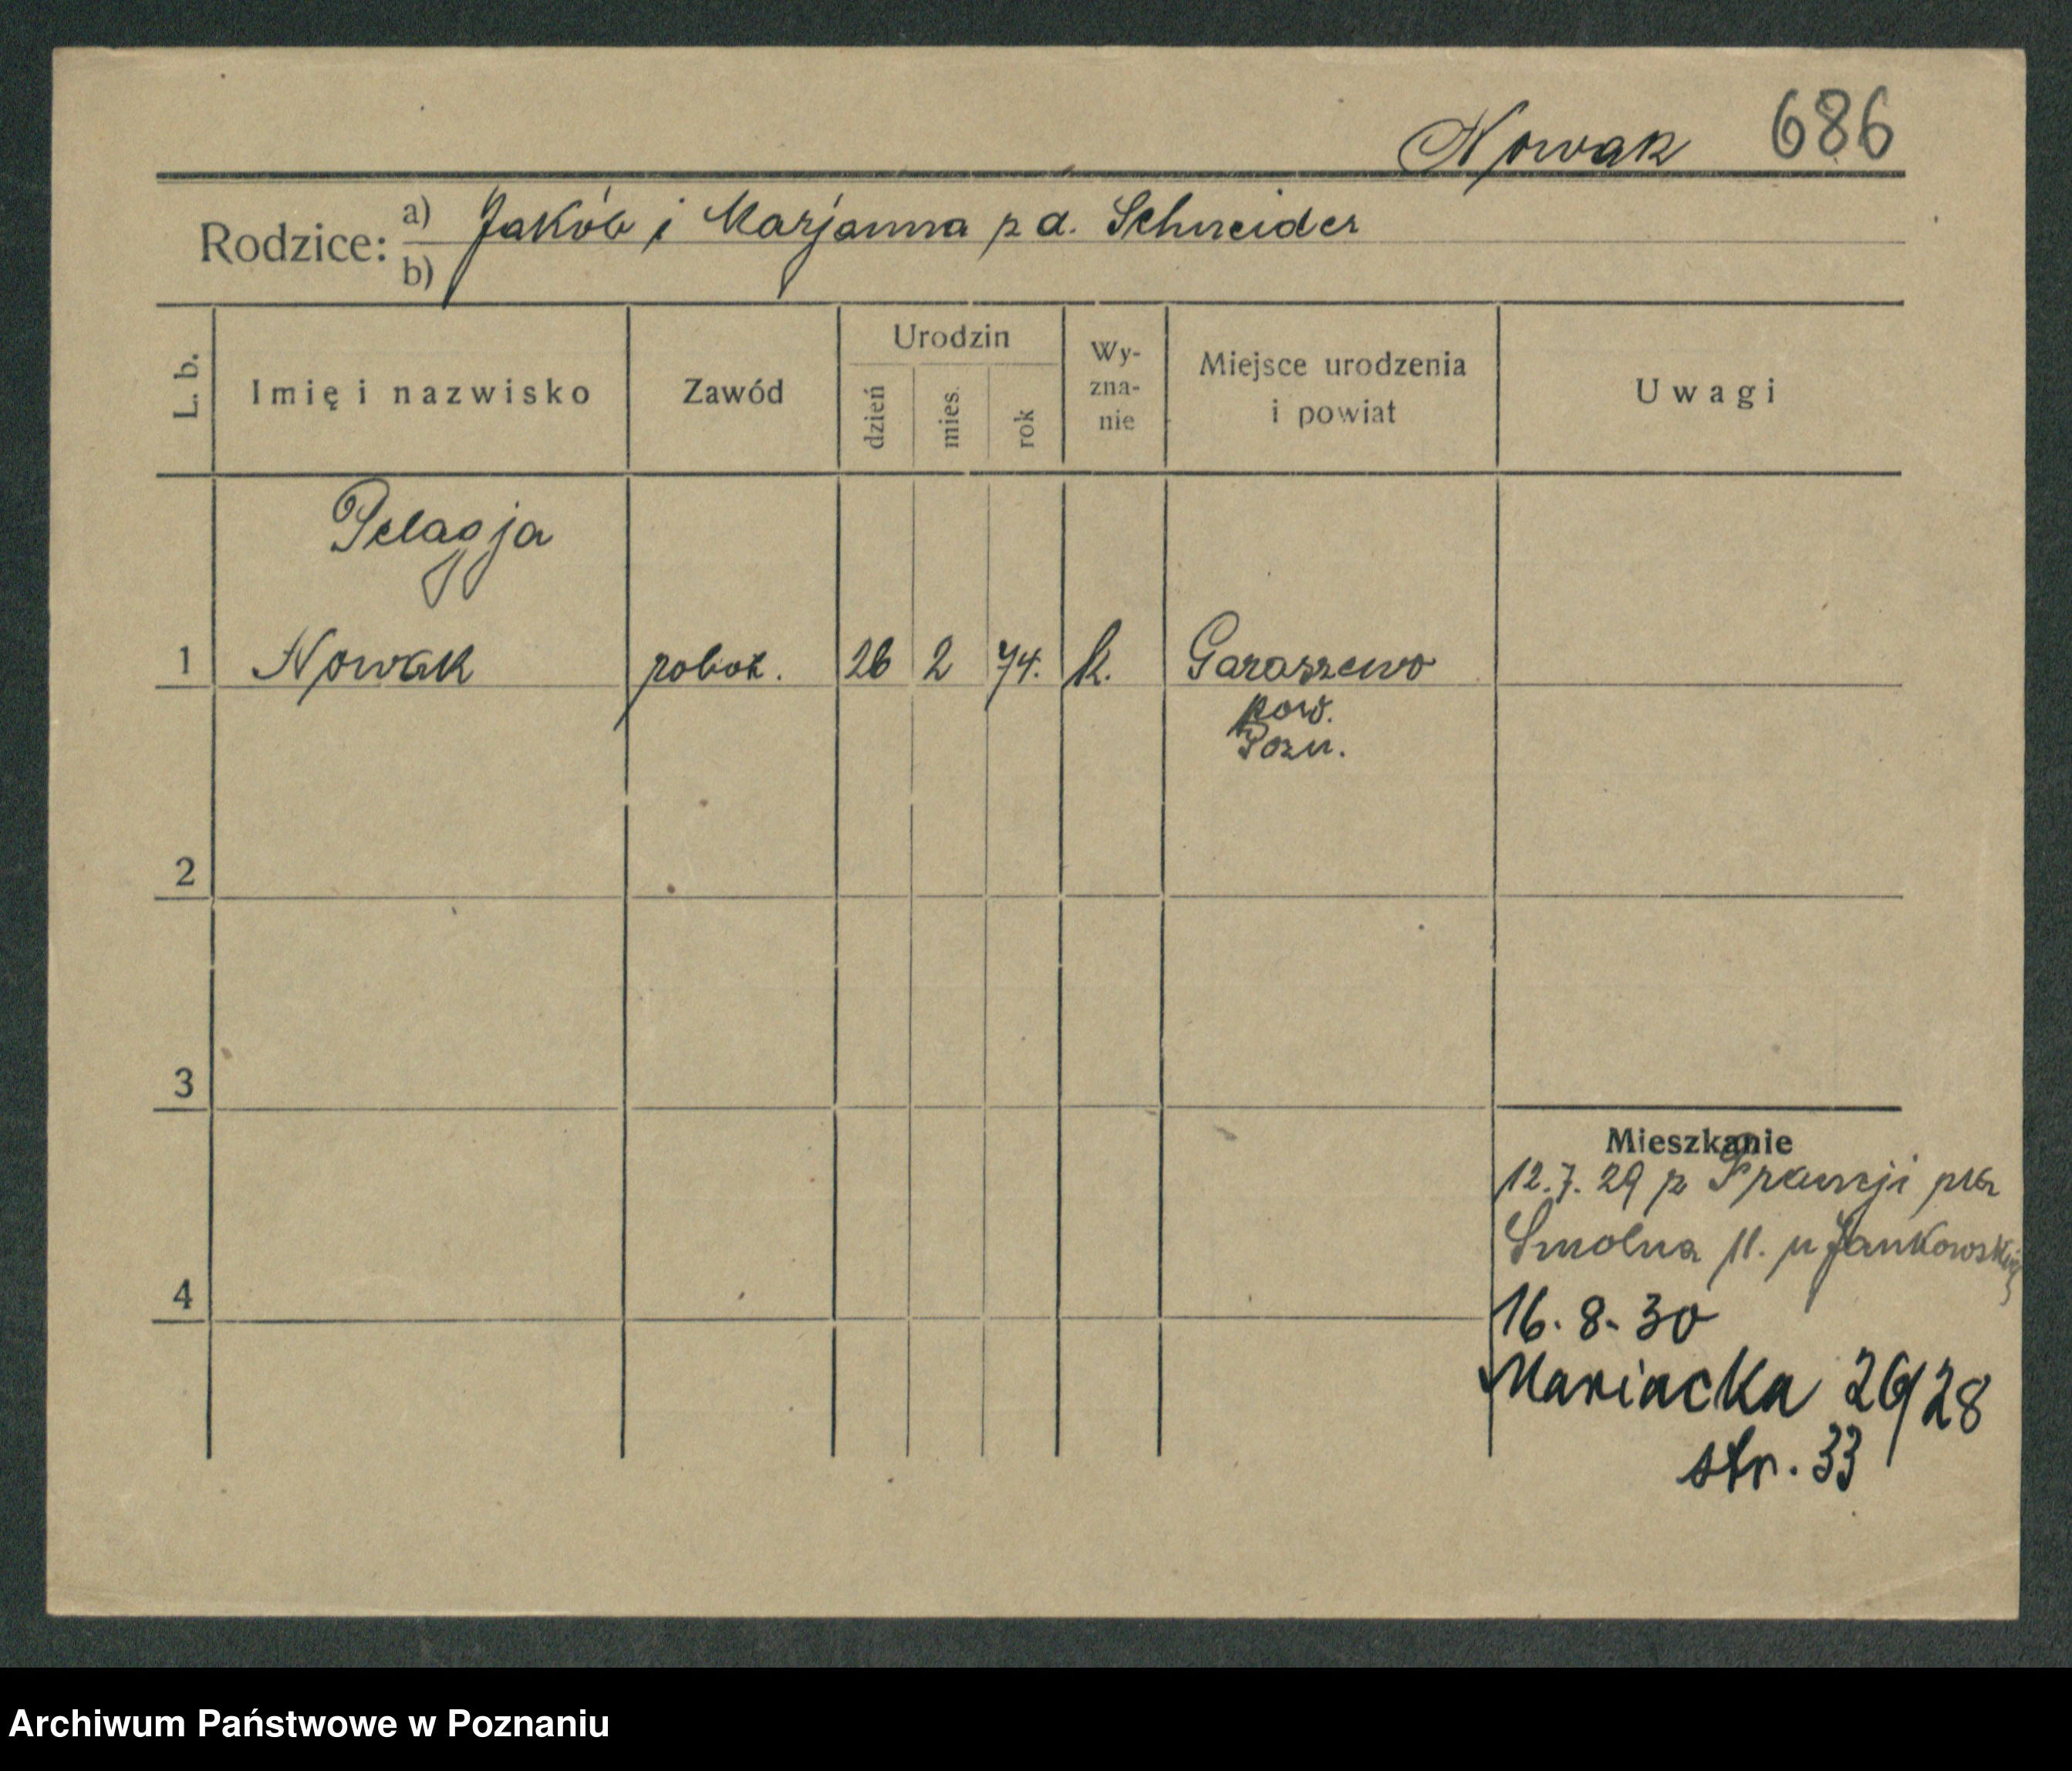 Nowak 686
Rodzice: a) Jakób i Marjanna z d. Schneider
b)
L. b.
Imię i nazwisko
Zawód
Urodzin
dzień
mies.
rok
Wy-
zna-
nie
Miejsce urodzenia
i powiat
Uwagi
Pelagja
1 Nowak robot. 26 2 74. k. Garaszewo
pow.
Pozn.
2
3
Mieszkanie
12.7.29 z Francji
Smolna 11. u Jankowskiej
4
16.8.30
Mariacka 26/28
str. 33
Archiwum Państwowe w Poznaniu